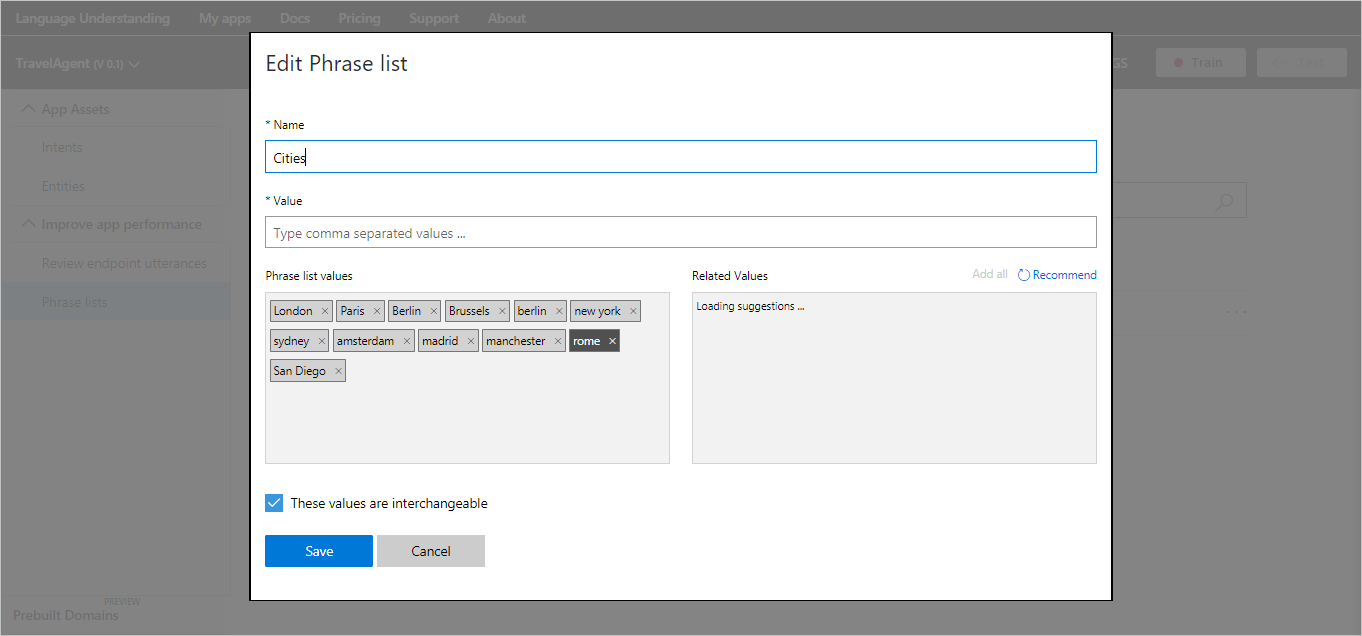 Language Understanding My apps Docs Pricing Support About
TravelAgent (V 0.1)
GS Train Test
App Assets
Intents
Entities
Improve app performance
Review endpoint utterances
Phrase lists
PREVIEW
Prebuilt Domains
Edit Phrase list
* Name
Cities
* Value
Type comma separated values ...
Phrase list values
London × Paris × Berlin × Brussels × berlin × new york ×
sydney × amsterdam × madrid × manchester × rome ×
San Diego ×
Related Values Add all Recommend
Loading suggestions ...
These values are interchangeable
Save Cancel